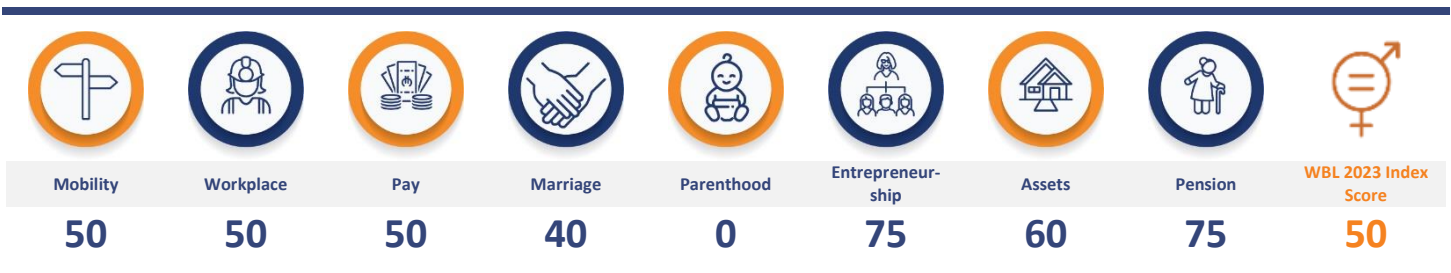 Mobility
Workplace
Pay
Marriage
Parenthood
Entrepreneur-
ship
Assets
Pension
WBL 2023 Index
Score
50
50
50
40
0
75
60
75
50